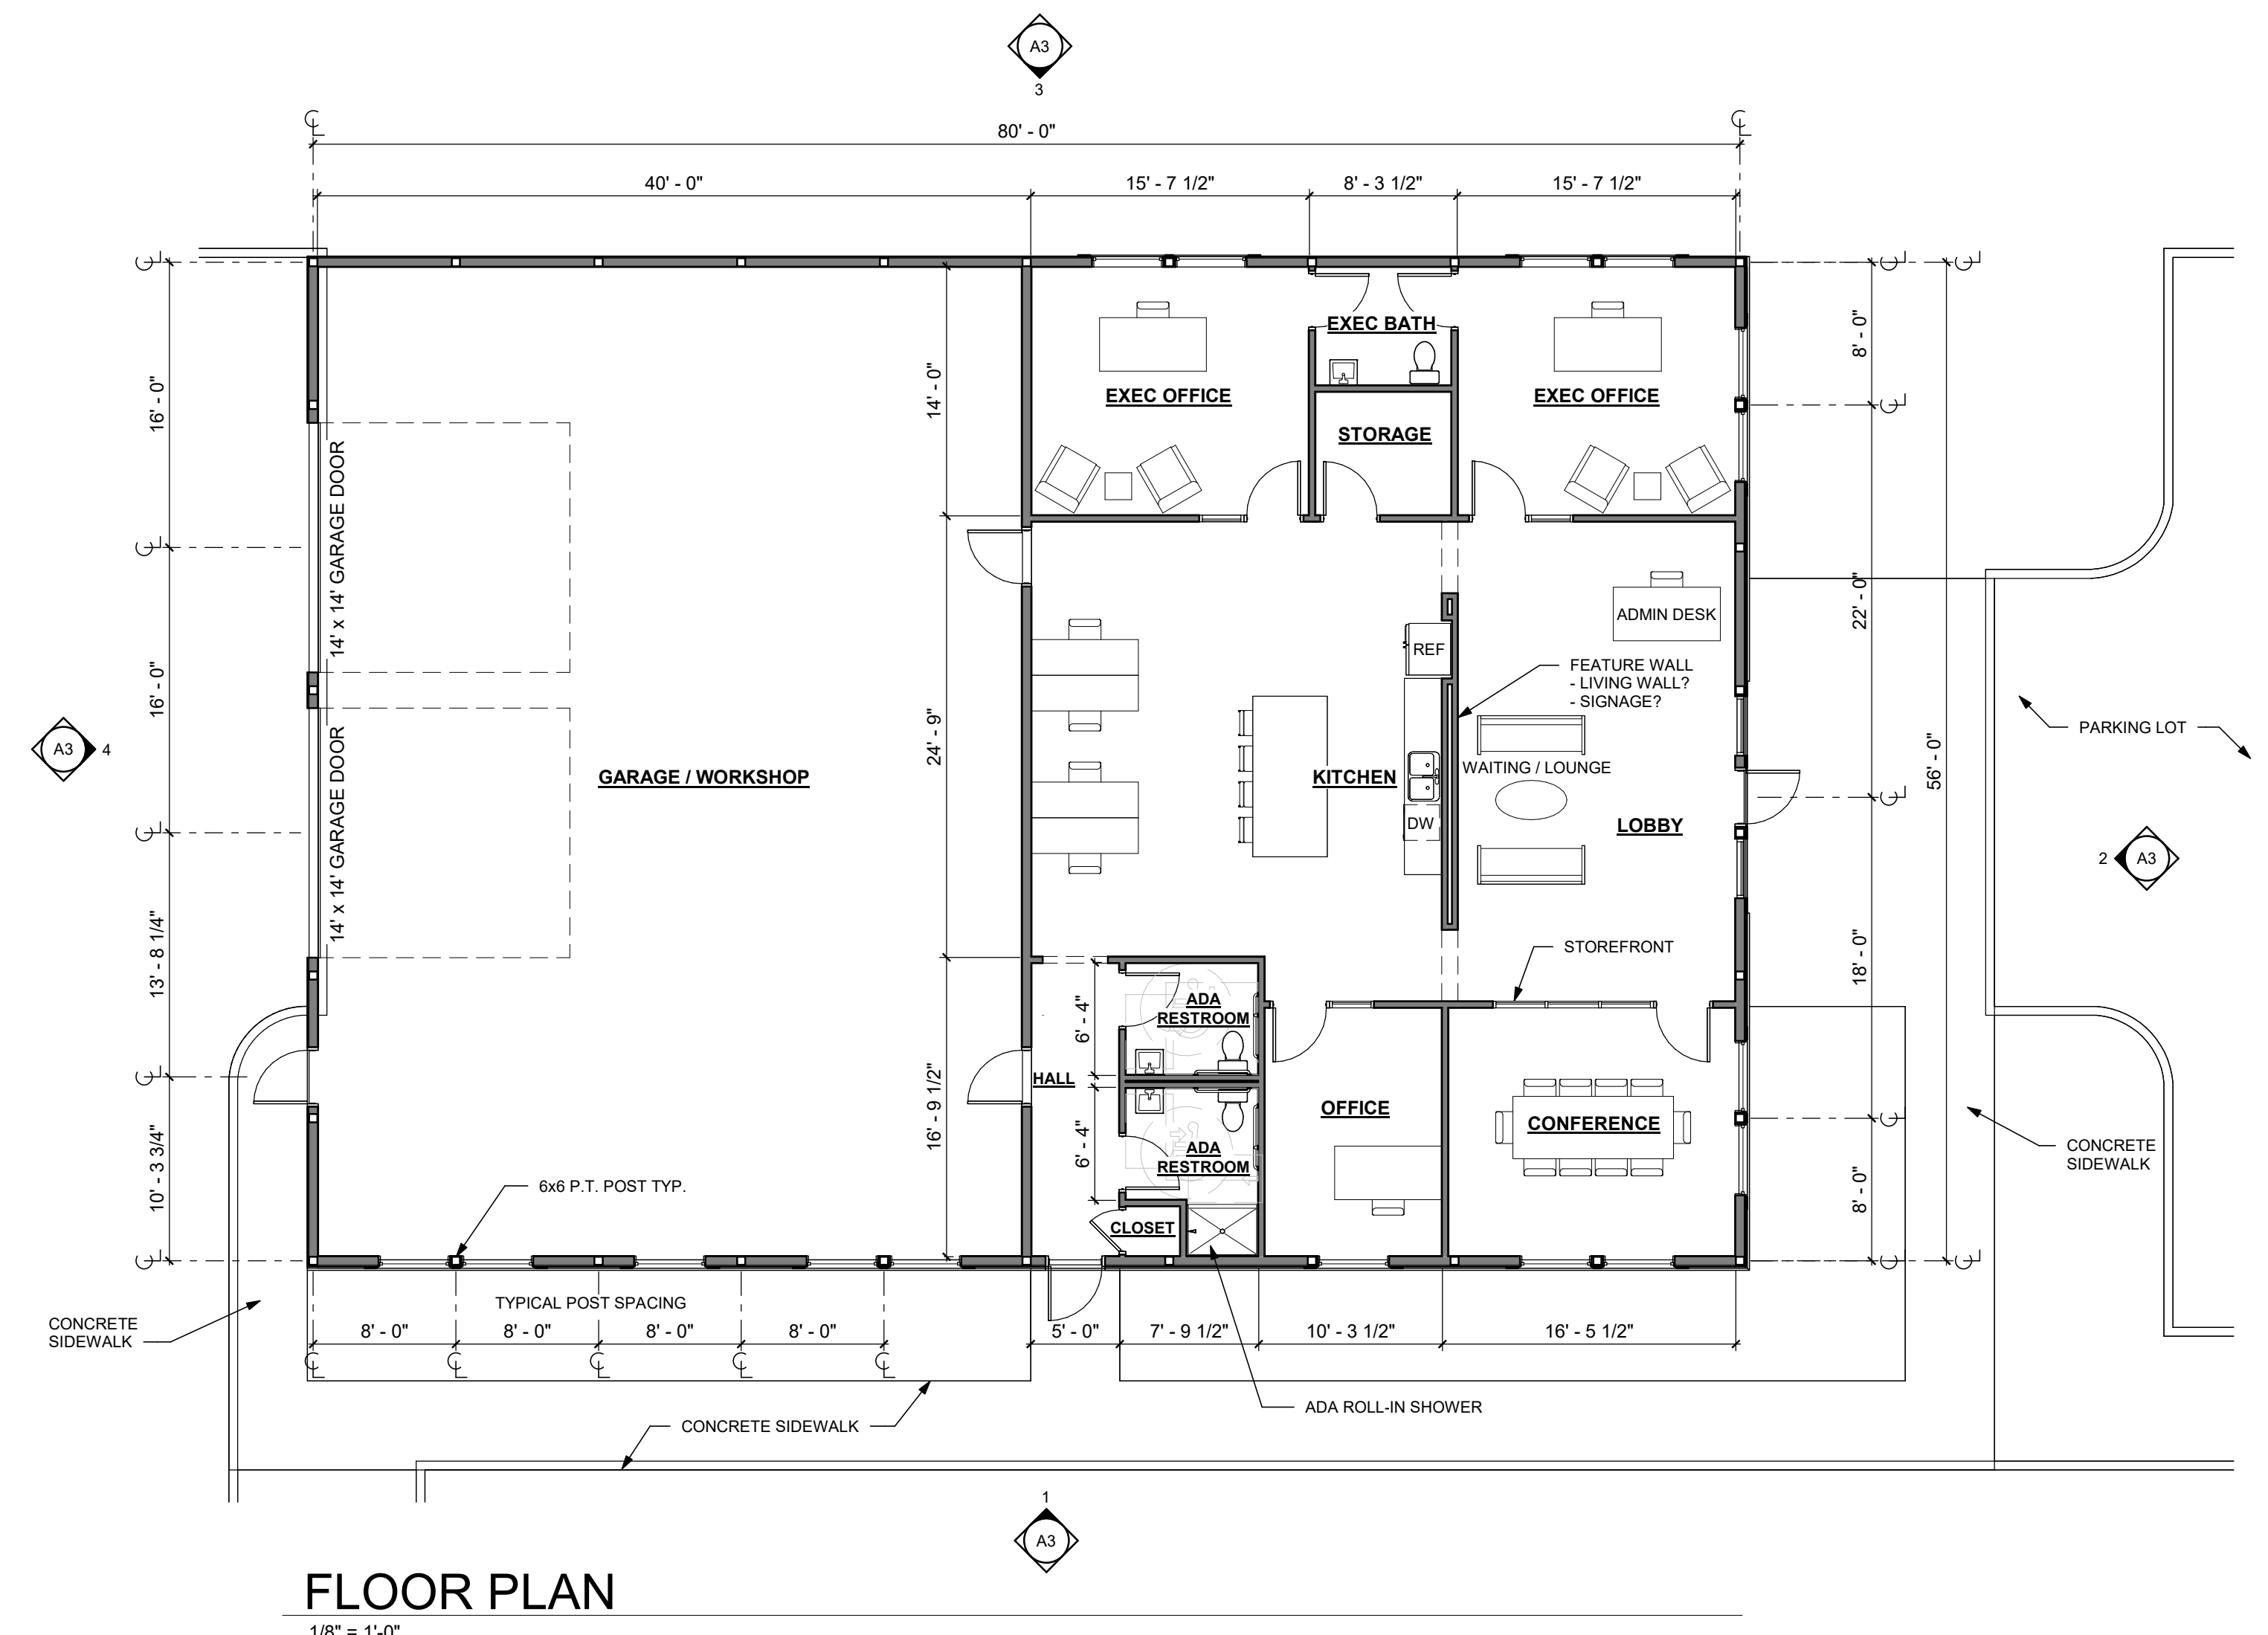 A3
3
80' - 0"
40' - 0"
15' - 7 1/2"
8' - 3 1/2"
15' - 7 1/2"
EXEC BATH
EXEC OFFICE
EXEC OFFICE
STORAGE
16' - 0"
14' - 0"
8' - 0"
14' x 14' GARAGE DOOR
ADMIN DESK
22' - 0"
REF
FEATURE WALL
- LIVING WALL?
- SIGNAGE?
16' - 0"
24' - 9"
PARKING LOT
A3
4
56' - 0"
WAITING / LOUNGE
GARAGE / WORKSHOP
KITCHEN
DW
LOBBY
14' x 14' GARAGE DOOR
2
A3
13' - 8 1/4"
STOREFRONT
18' - 0"
ADA
RESTROOM
6' - 4"
HALL
16' - 9 1/2"
OFFICE
CONFERENCE
ADA
RESTROOM
6' - 4"
CONCRETE
SIDEWALK
10' - 3 3/4"
6x6 P.T. POST TYP.
8' - 0"
CLOSET
TYPICAL POST SPACING
CONCRETE
SIDEWALK
8' - 0"
8' - 0"
8' - 0"
8' - 0"
5' - 0"
7' - 9 1/2"
10' - 3 1/2"
16' - 5 1/2"
ADA ROLL-IN SHOWER
CONCRETE SIDEWALK
1
A3
FLOOR PLAN
1/8" = 1'-0"